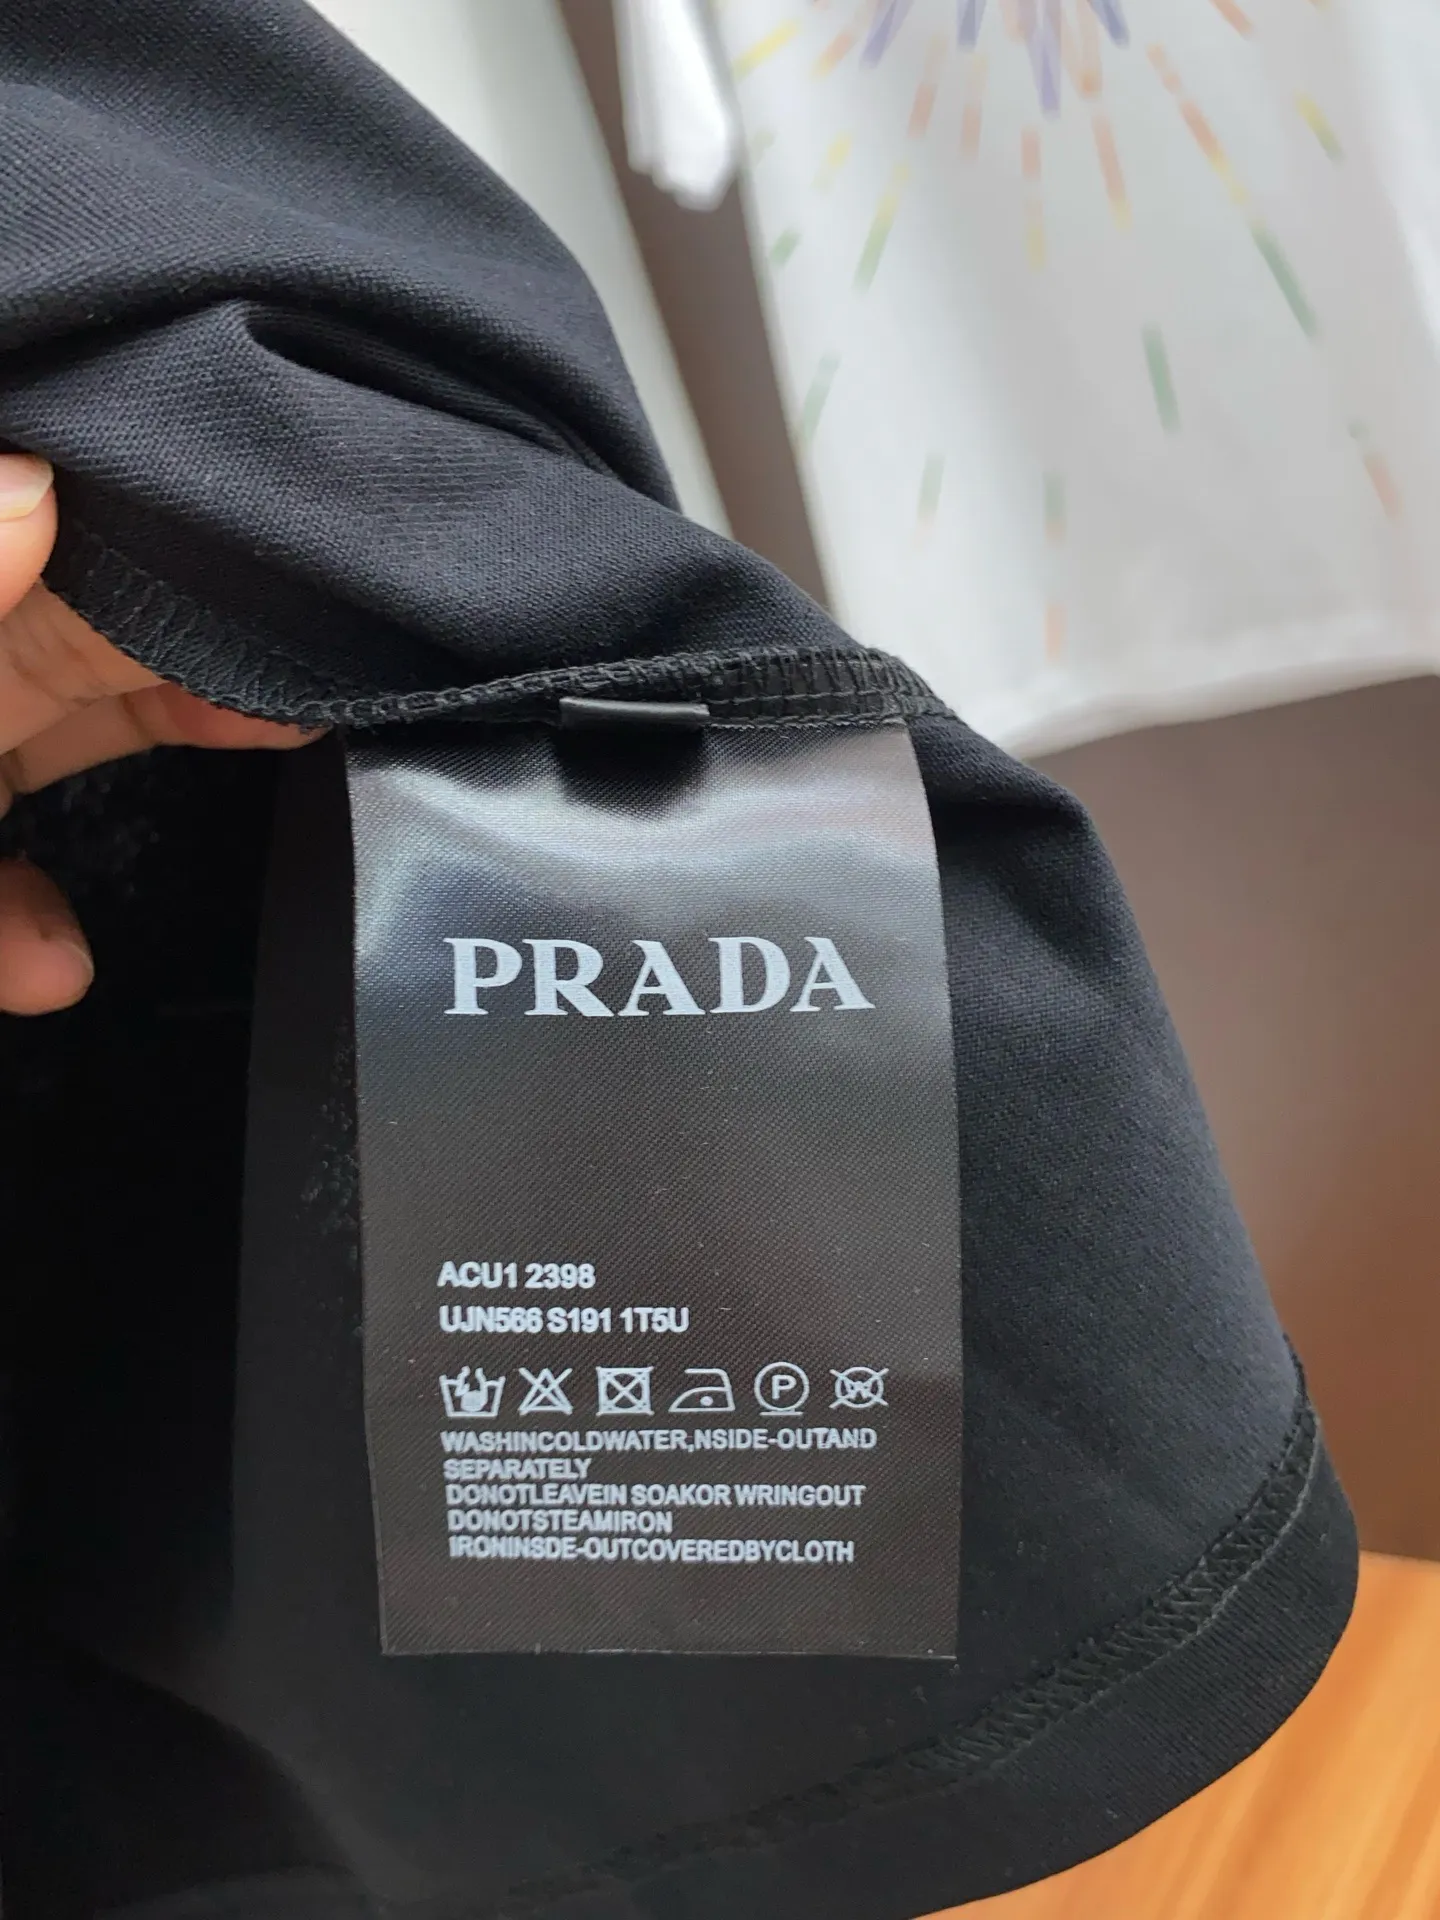 PRADA
ACU1 2398
UJN566 S191 1T5U
P W
WASHINCOLDWATER,NSIDE-OUTAND
SEPARATELY
DONOTLEAVEIN SOAKOR WRINGOUT
DONOTSTEAMIRON
IRONINSDE-OUTCOVEREDBYCLOTH